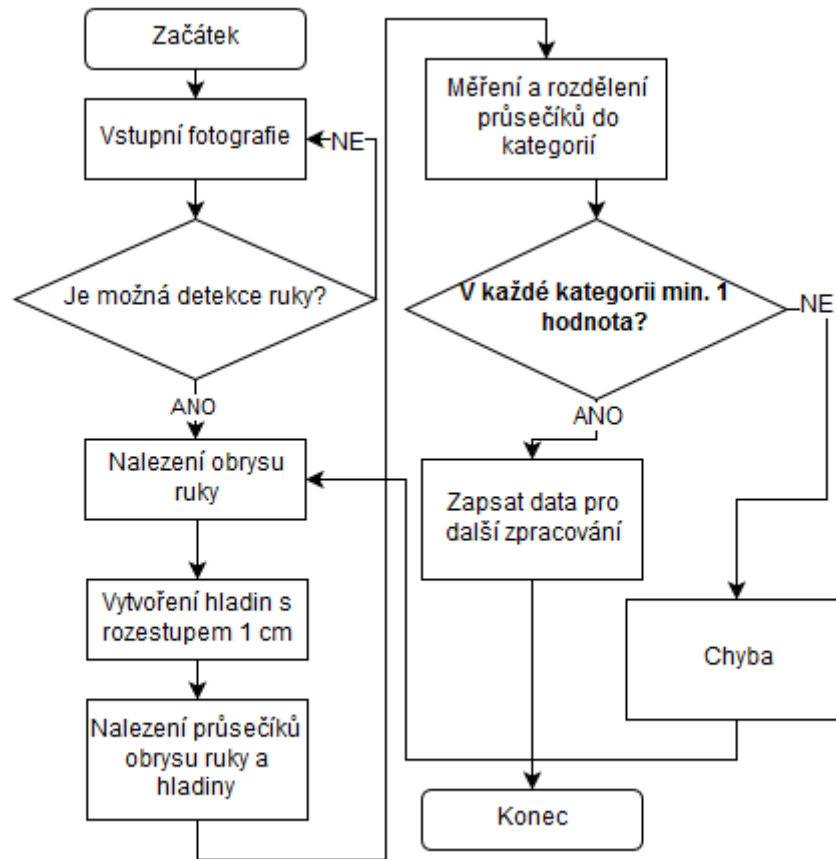 Začátek
Vstupní fotografie
NE
Je možná detekce ruky?
ANO
Nalezení obrysu
ruky
Vytvoření hladin s
rozestupem 1 cm
Nalezení průsečíků
obrysu ruky a
hladiny
Měření a rozdělení
průsečíků do
kategorií
V každé kategorii min. 1
hodnota?
NE
ANO
Zapsat data pro
další zpracování
Chyba
Konec